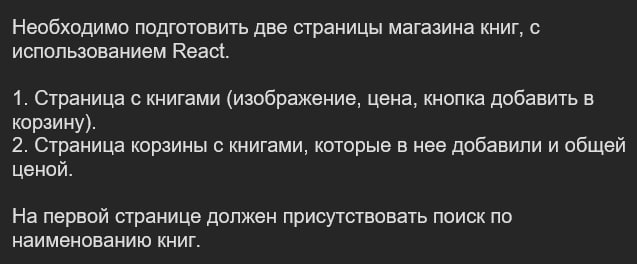 Необходимо подготовить две страницы магазина книг, с
использованием React.
1. Страница с книгами (изображение, цена, кнопка добавить в
корзину).
2. Страница корзины с книгами, которые в нее добавили и общей
ценой.
На первой странице должен присутствовать поиск по
наименованию книг.